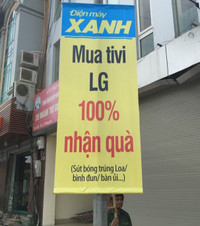 Điện máy
XANH
Mua tivi
LG
100%
nhận quà
(Sút bóng trúng Loa/
bình đun/ bàn ủi...)